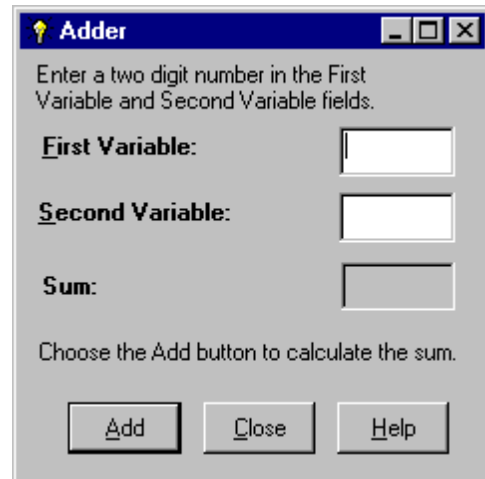 Adder
Enter a two digit number in the First
Variable and Second Variable fields.
First Variable:
Second Variable:
Sum:
Choose the Add button to calculate the sum.
Add Close Help